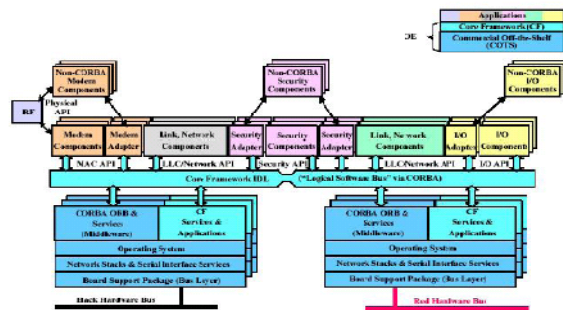 Applications
OE
Core Framework (CF)
Commercial Off-the-Shelf
(COTS)
Non-CORBA
Modem
Components
Non-CORBA
Security
Components
Non-CORBA
I/O
Components
Physical
API
RF
Modem
Components
Modem
Adapter
Link, Network
Components
Security
Adapter
Security
Components
Security
Adapter
Link, Network
Components
I/O
Adapter
I/O
Components
LLC/Network API
Security API
LLC/Network API
I/O API
Core Framework IDL
("Logical Software Bus" via CORBA)
CORBA ORB &
Services
(Middleware)
CF
Services &
Applications
Operating System
Network Stacks & Serial Interface Services
Board Support Package (Bus Layer)
CORBA ORB &
Services
(Middleware)
CF
Services &
Applications
Operating System
Network Stacks & Serial Interface Services
Board Support Package (Bus Layer)
Hardware Bus
Red Hardware Bus